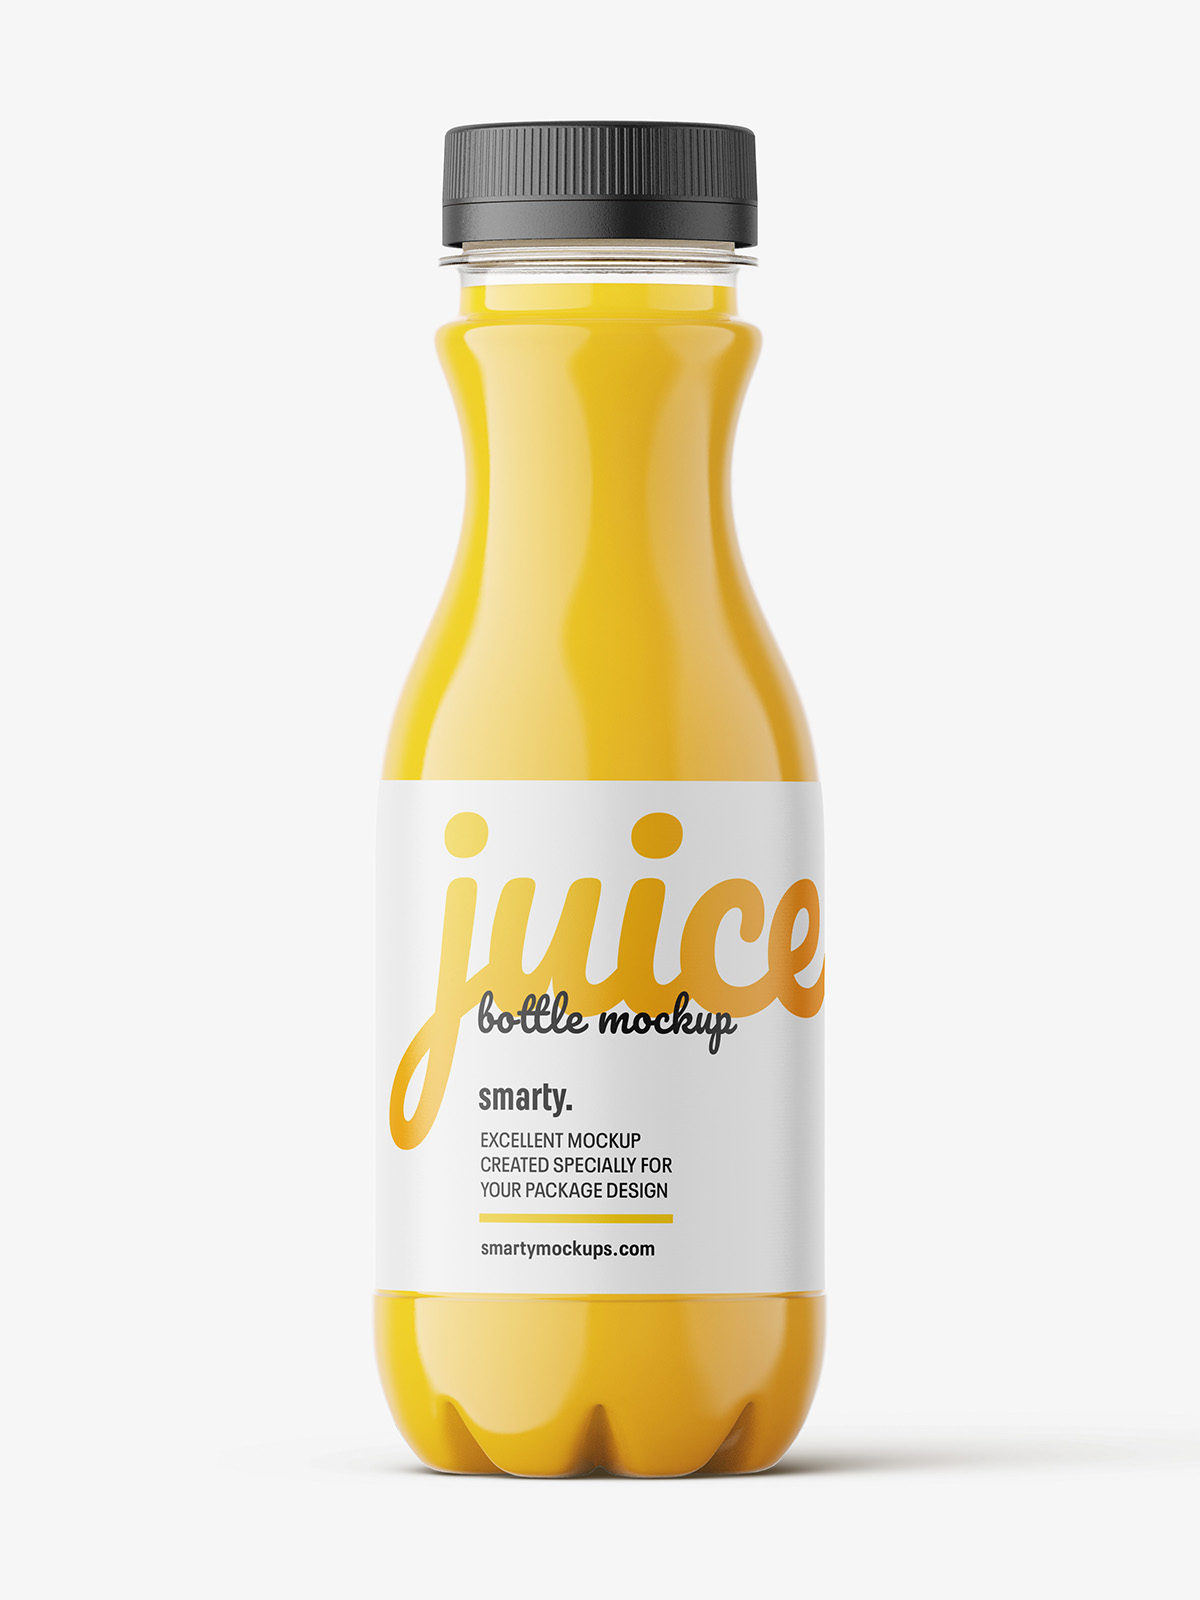 juice
bottle mockup
smarty.
EXCELLENT MOCKUP
CREATED SPECIALLY FOR
YOUR PACKAGE DESIGN
smartymockups.com